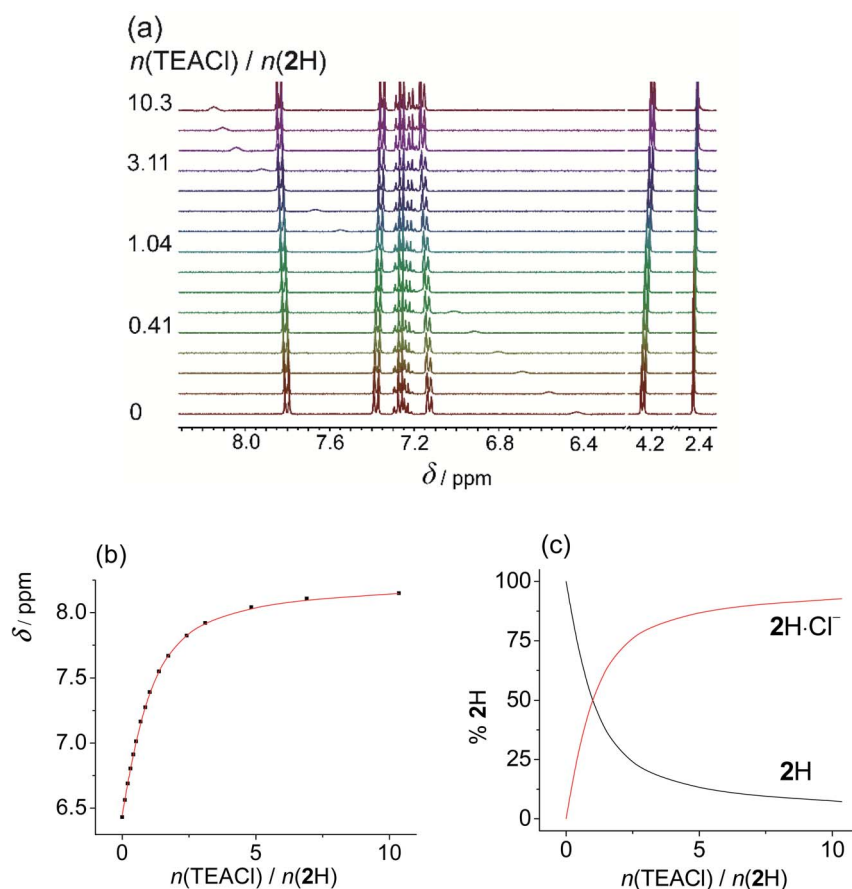 (a)
n(TEACl) / n(2H)
10.3
3.11
1.04
0.41
0
8.0 7.6 7.2 6.8 6.4 4.2 2.4
δ / ppm
(b)
δ / ppm
8.0
7.5
7.0
6.5
0 5 10
n(TEACl) / n(2H)
(c)
% 2H
100
75
50
25
0
2H·Cl⁻
2H
0 5 10
n(TEACl) / n(2H)